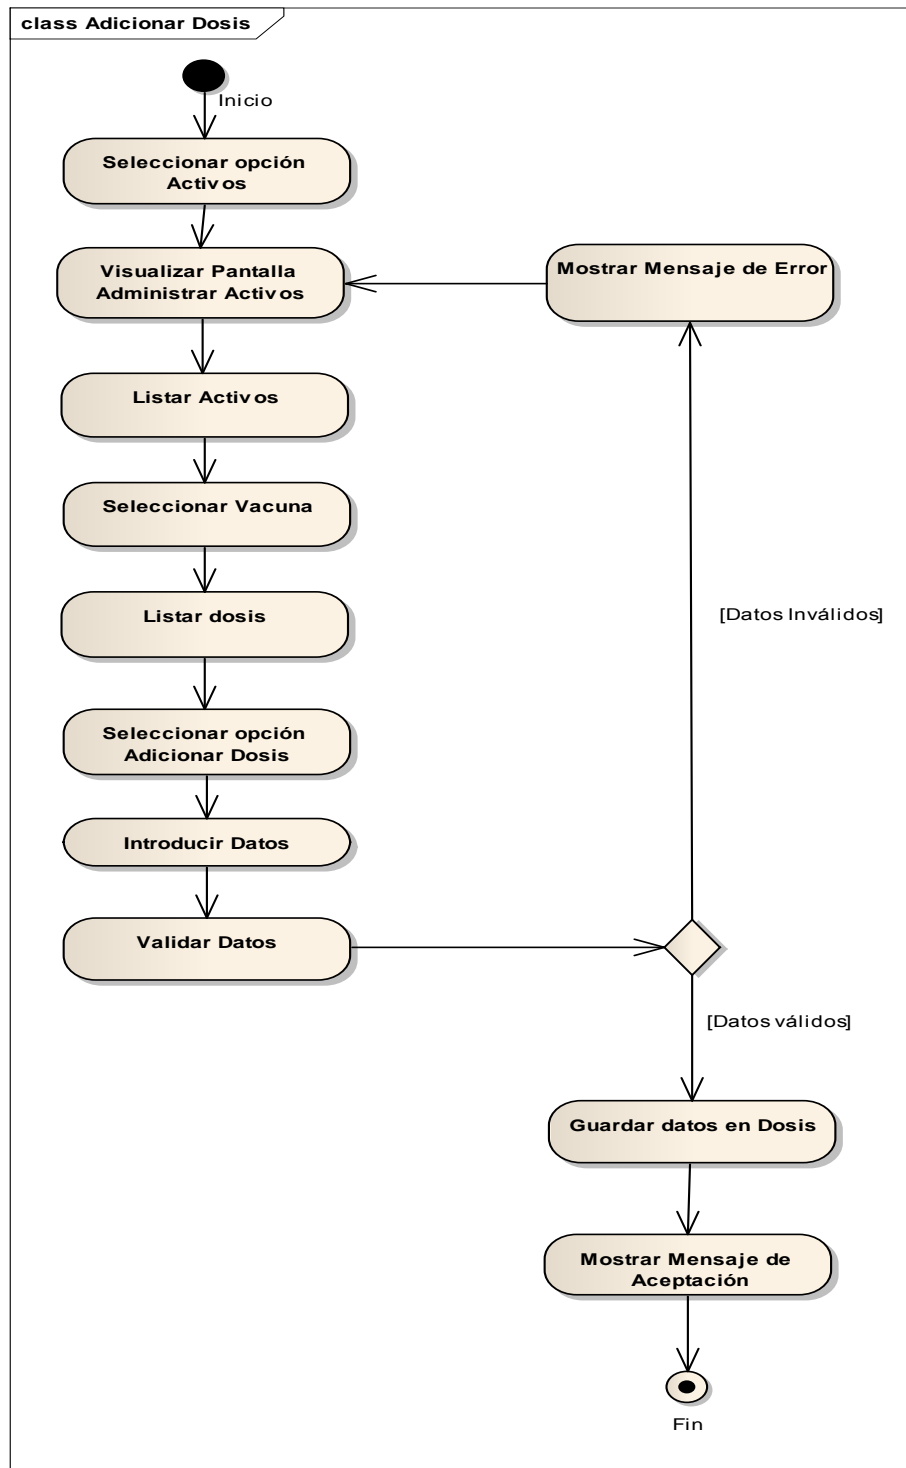 class Adicionar Dosis
Inicio
Seleccionar opción
Activos
Visualizar Pantalla
Administrar Activos
Mostrar Mensaje de Error
Listar Activos
Seleccionar Vacuna
Listar dosis
[Datos Inválidos]
Seleccionar opción
Adicionar Dosis
Introducir Datos
Validar Datos
[Datos válidos]
Guardar datos en Dosis
Mostrar Mensaje de
Aceptación
Fin